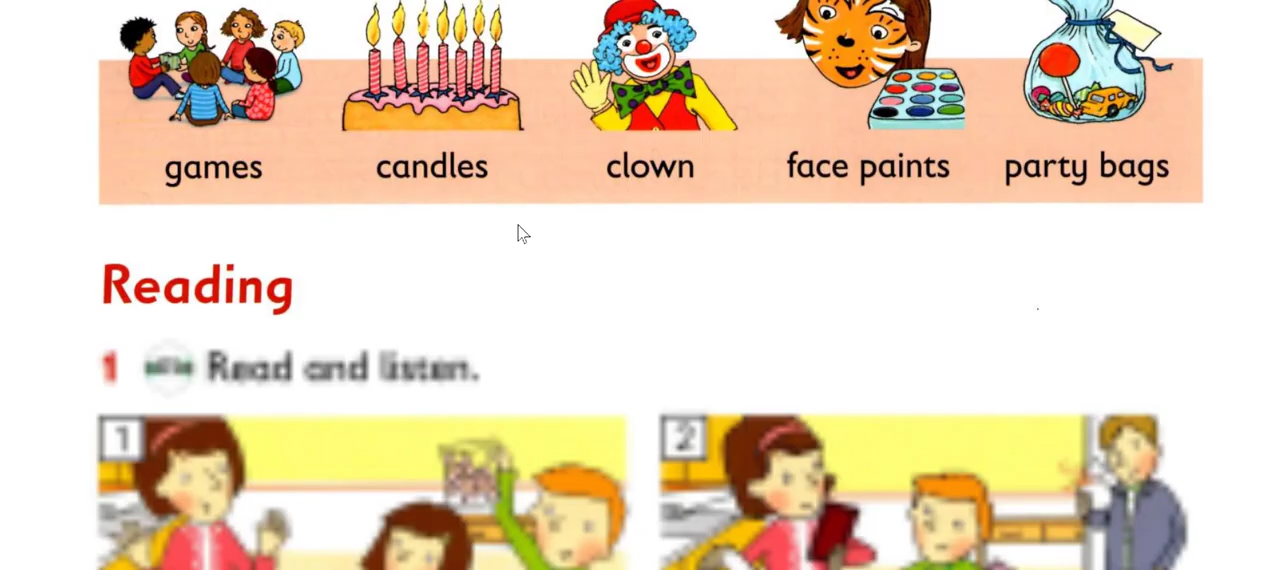 games candles clown face paints party bags
Reading
1 Read and listen.
1 2